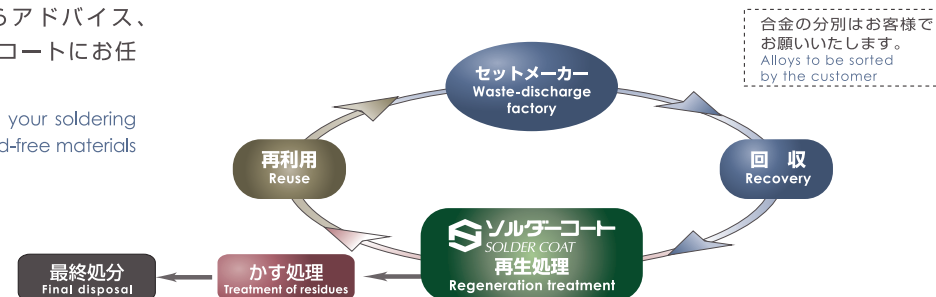 らアドバイス、
コートにお任
your soldering
d-free materials
合金の分別はお客様で
お願いいたします。
Alloys to be sorted
by the customer
セットメーカー
Waste-discharge
factory
再利用
Reuse
回 収
Recovery
ソルダーコート
SOLDER COAT
再生処理
Regeneration treatment
かす処理
Treatment of residues
最終処分
Final disposal